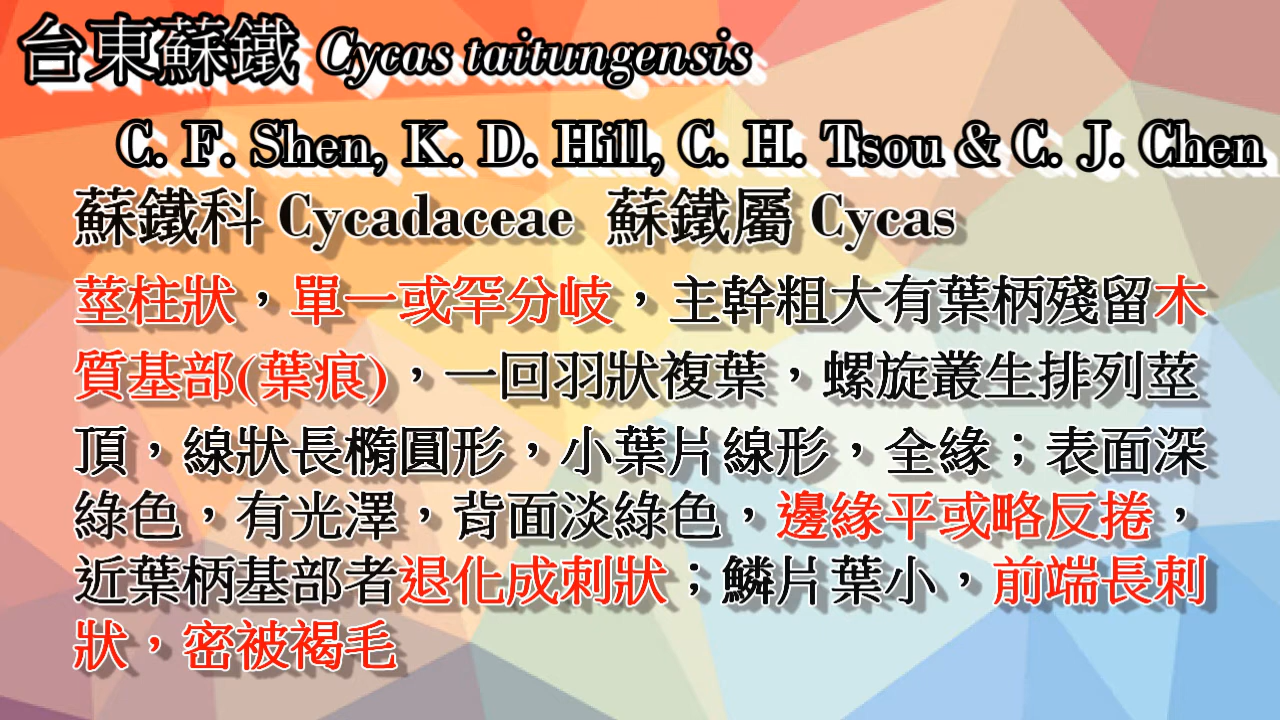 台東蘇鐵 Cycas taitungensis
C. F. Shen, K. D. Hill, C. H. Tsou & C. J. Chen
蘇鐵科 Cycadaceae 蘇鐵屬 Cycas
莖柱狀，單一或罕分岐，主幹粗大有葉柄殘留木
質基部(葉痕)，一回羽狀複葉，螺旋叢生排列莖
頂，線狀長橢圓形，小葉片線形，全緣；表面深
綠色，有光澤，背面淡綠色，邊緣平或略反捲，
近葉柄基部者退化成刺狀；鱗片葉小，前端長刺
狀，密被褐毛